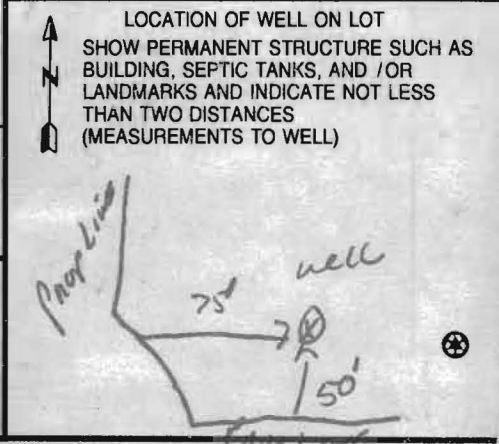 LOCATION OF WELL ON LOT
SHOW PERMANENT STRUCTURE SUCH AS
BUILDING, SEPTIC TANKS, AND /OR
LANDMARKS AND INDICATE NOT LESS
THAN TWO DISTANCES
(MEASUREMENTS TO WELL)
N
Prop Line
well
75'
50'